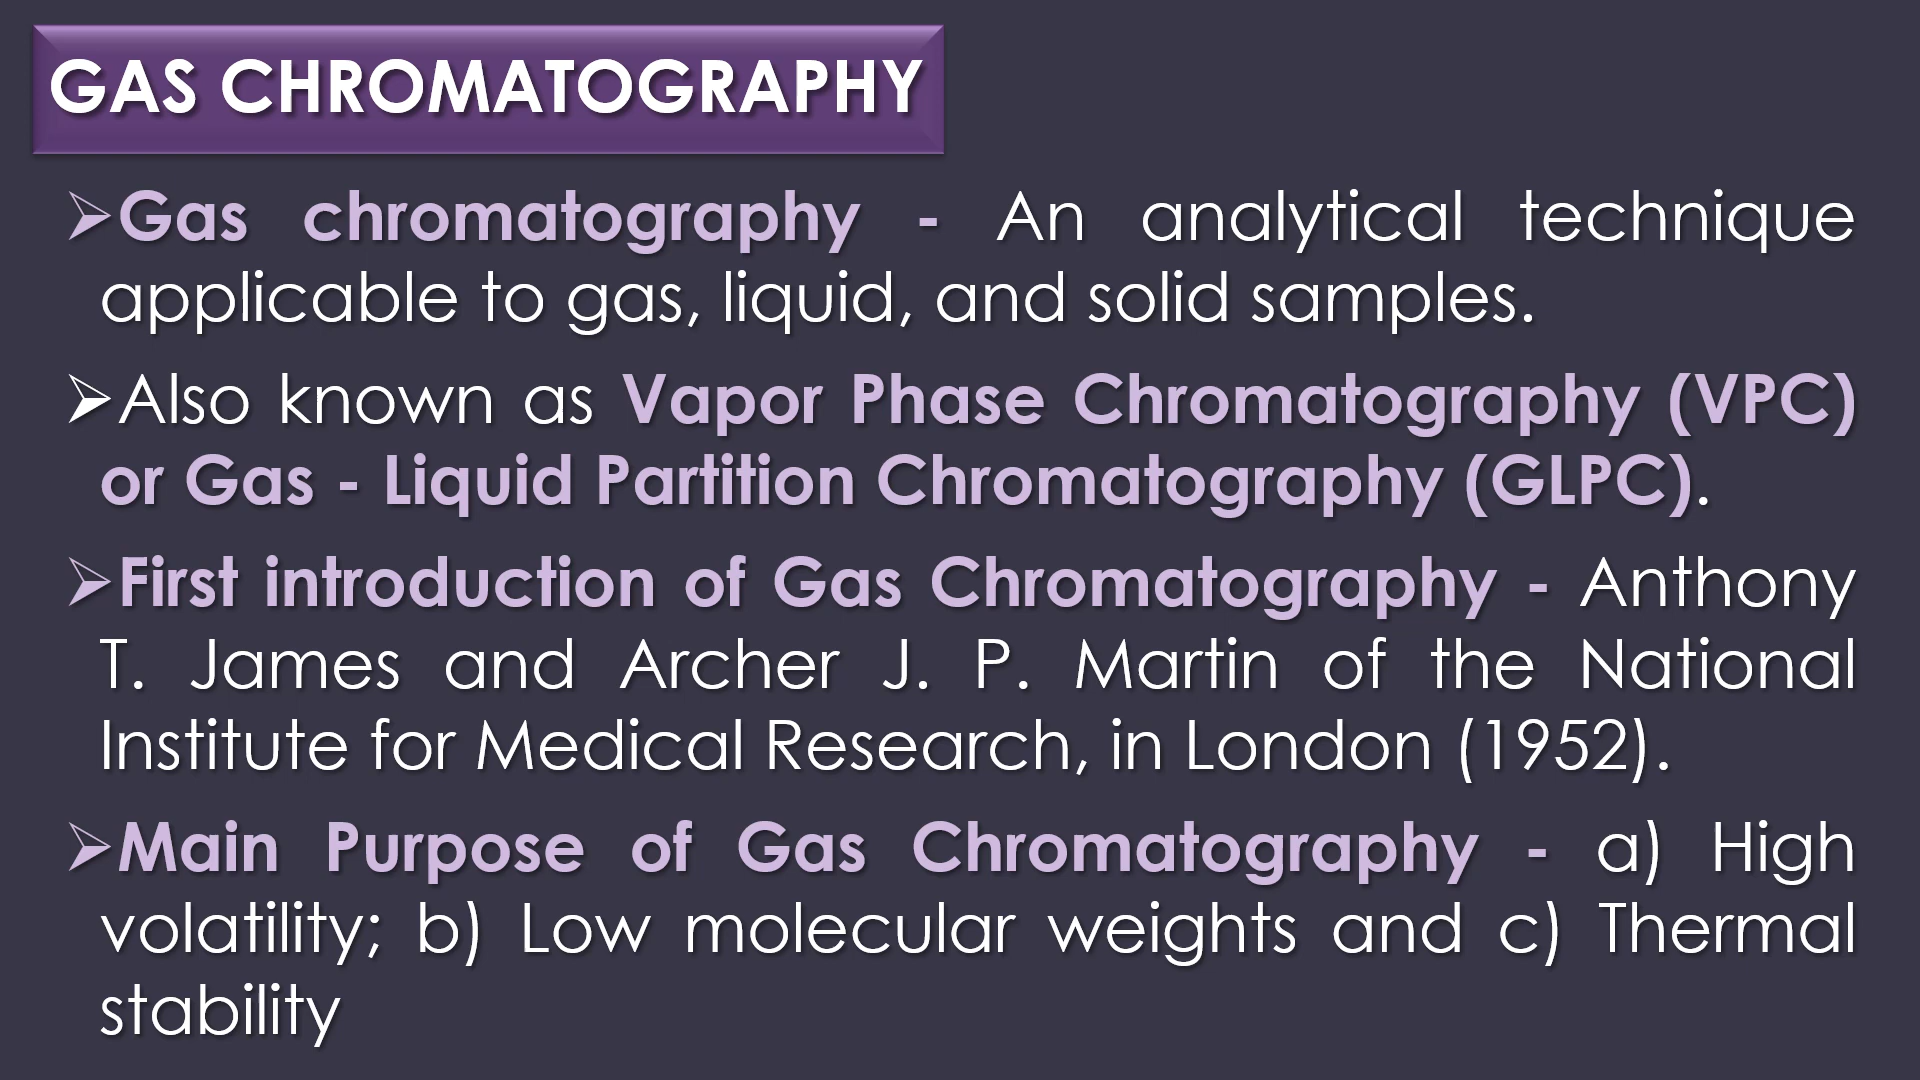 GAS CHROMATOGRAPHY
➢Gas chromatography - An analytical technique
applicable to gas, liquid, and solid samples.
➢Also known as Vapor Phase Chromatography (VPC)
or Gas - Liquid Partition Chromatography (GLPC).
➢First introduction of Gas Chromatography - Anthony
T. James and Archer J. P. Martin of the National
Institute for Medical Research, in London (1952).
➢Main Purpose of Gas Chromatography - a) High
volatility; b) Low molecular weights and c) Thermal
stability